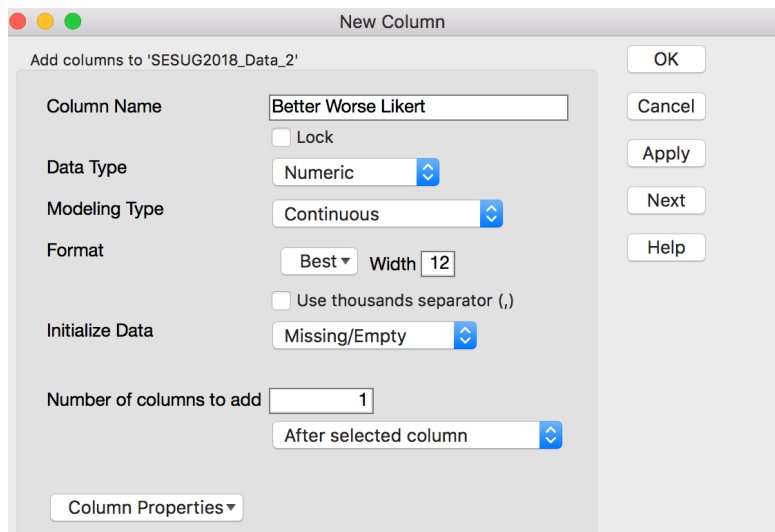 New Column
Add columns to 'SESUG2018_Data_2'
OK
Column Name Better Worse Likert
Cancel
Lock
Apply
Data Type Numeric
Modeling Type Continuous
Next
Format Best Width 12
Help
Use thousands separator (,)
Initialize Data Missing/Empty
Number of columns to add 1
After selected column
Column Properties